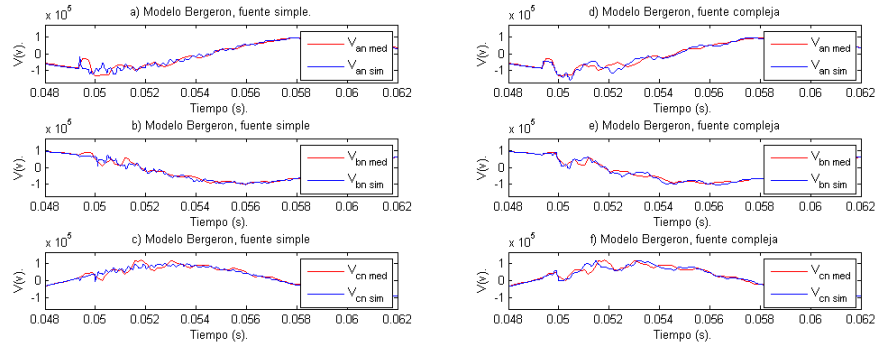 a) Modelo Bergeron, fuente simple.
x 10^5
1
0
-1
V(v).
V_an med
V_an sim
0.048 0.05 0.052 0.054 0.056 0.058 0.06 0.062
Tiempo (s).
b) Modelo Bergeron, fuente simple
x 10^5
1
0
-1
V(v).
V_bn med
V_bn sim
0.048 0.05 0.052 0.054 0.056 0.058 0.06 0.062
Tiempo (s).
c) Modelo Bergeron, fuente simple
x 10^5
1
0
-1
V(v).
V_cn med
V_cn sim
0.048 0.05 0.052 0.054 0.056 0.058 0.06 0.062
Tiempo (s).
d) Modelo Bergeron, fuente compleja
x 10^5
1
0
-1
V(v).
V_an med
V_an sim
0.048 0.05 0.052 0.054 0.056 0.058 0.06 0.062
Tiempo (s).
e) Modelo Bergeron, fuente compleja
x 10^5
1
0
-1
V(v).
V_bn med
V_bn sim
0.048 0.05 0.052 0.054 0.056 0.058 0.06 0.062
Tiempo (s).
f) Modelo Bergeron, fuente compleja
x 10^5
1
0
-1
V(v).
V_cn med
V_cn sim
0.048 0.05 0.052 0.054 0.056 0.058 0.06 0.062
Tiempo (s).